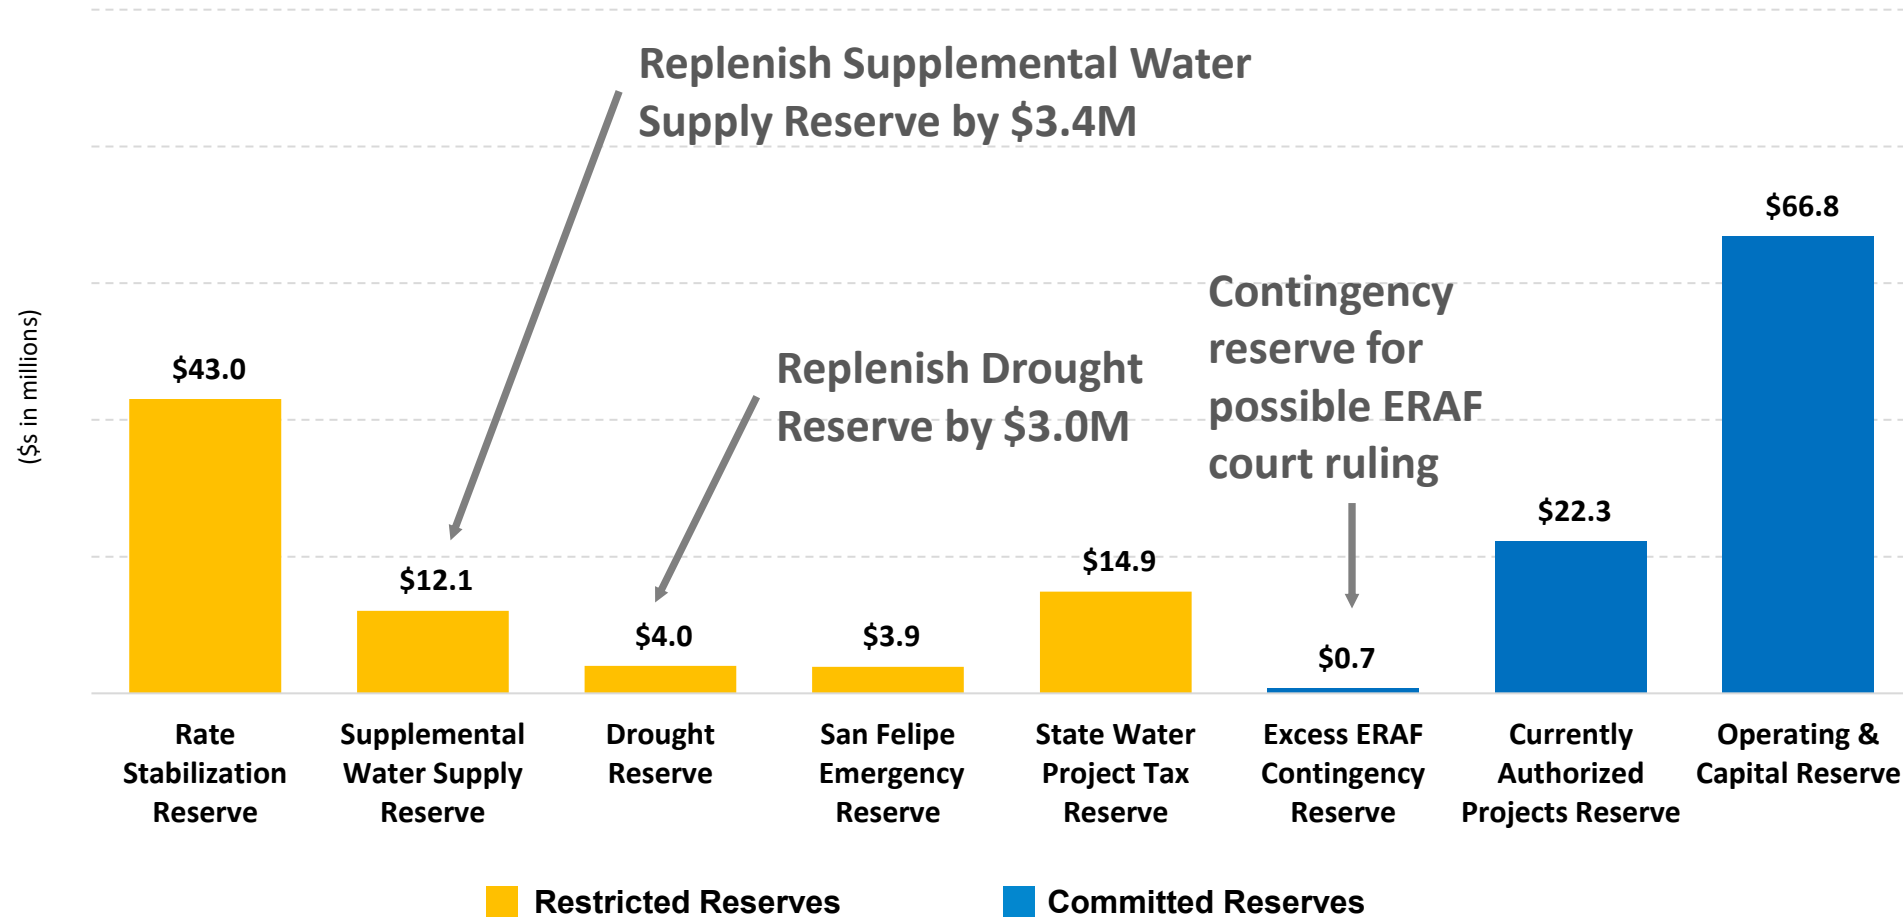 Replenish Supplemental Water
Supply Reserve by $3.4M
Replenish Drought
Reserve by $3.0M
Contingency
reserve for
possible ERAF
court ruling
($s in millions)
$43.0
$12.1
$4.0
$3.9
$14.9
$0.7
$22.3
$66.8
Rate
Stabilization
Reserve
Supplemental
Water Supply
Reserve
Drought
Reserve
San Felipe
Emergency
Reserve
State Water
Project Tax
Reserve
Excess ERAF
Contingency
Reserve
Currently
Authorized
Projects Reserve
Operating &
Capital Reserve
Restricted Reserves
Committed Reserves